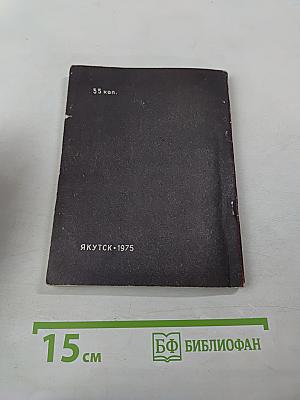 55 коп.
ЯКУТСК • 1975
15 см
БФ БИБЛИОФАН